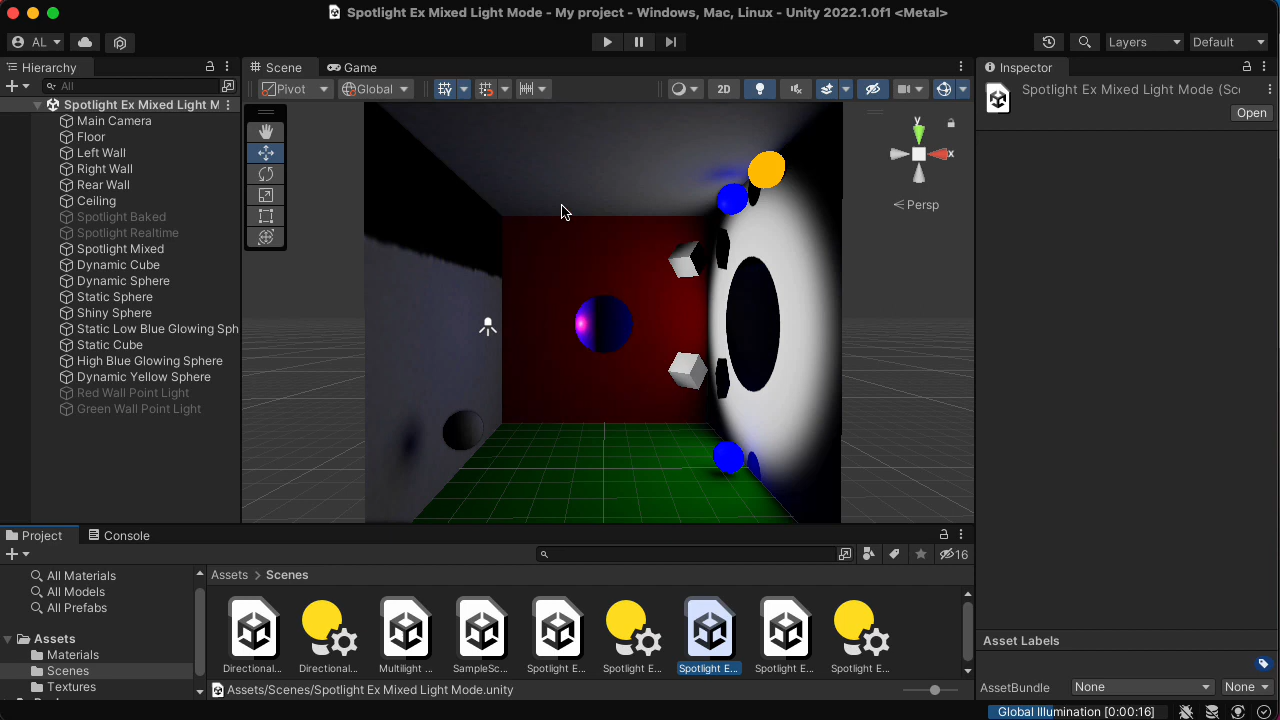 Spotlight Ex Mixed Light Mode - My project - Windows, Mac, Linux - Unity 2022.1.0f1 <Metal>
AL
Layers
Default
Hierarchy
All
Spotlight Ex Mixed Light M
Main Camera
Floor
Left Wall
Right Wall
Rear Wall
Ceiling
Spotlight Baked
Spotlight Realtime
Spotlight Mixed
Dynamic Cube
Dynamic Sphere
Static Sphere
Shiny Sphere
Static Low Blue Glowing Sph
Static Cube
High Blue Glowing Sphere
Dynamic Yellow Sphere
Red Wall Point Light
Green Wall Point Light
Scene
Game
Pivot
Global
2D
y
x
Persp
Inspector
Spotlight Ex Mixed Light Mode (Sc
Open
Project
Console
16
All Materials
All Models
All Prefabs
Assets
Materials
Scenes
Textures
Assets > Scenes
Directional...
Directional...
Multilight ...
SampleSc...
Spotlight E...
Spotlight E...
Spotlight E...
Spotlight E...
Spotlight E...
Assets/Scenes/Spotlight Ex Mixed Light Mode.unity
Asset Labels
AssetBundle
None
None
Global Illumination [0:00:16]